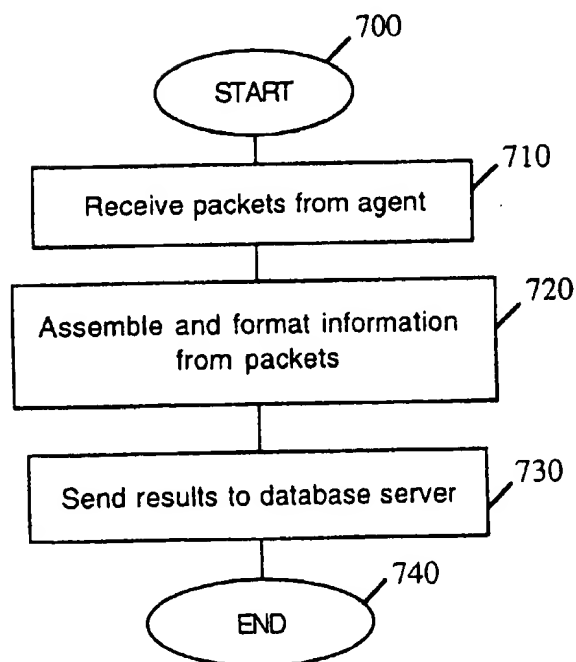 700
START
710
Receive packets from agent
720
Assemble and format information
from packets
730
Send results to database server
740
END